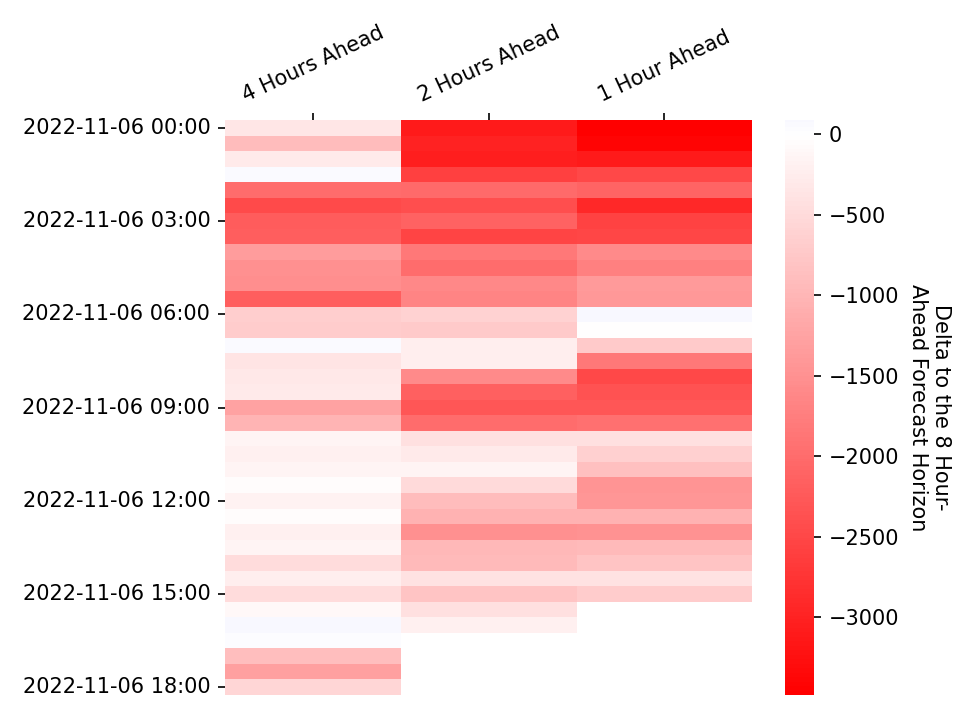 4 Hours Ahead
2 Hours Ahead
1 Hour Ahead
2022-11-06 00:00
2022-11-06 03:00
2022-11-06 06:00
2022-11-06 09:00
2022-11-06 12:00
2022-11-06 15:00
2022-11-06 18:00
0
−500
−1000
−1500
−2000
−2500
−3000
Delta to the 8 Hour-
Ahead Forecast Horizon